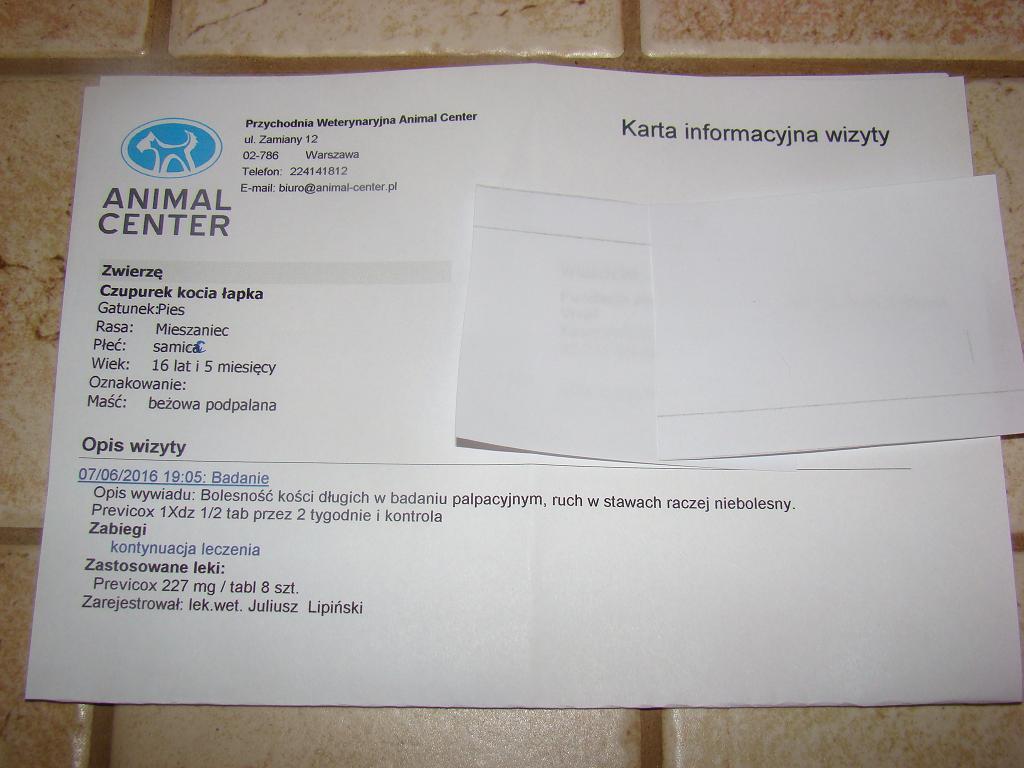 Przychodnia Weterynaryjna Animal Center
ul. Zamiany 12
02-786 Warszawa
Telefon: 224141812
E-mail: biuro@animal-center.pl
Karta informacyjna wizyty
ANIMAL
CENTER
Zwierzę
Czupurek kocia łapka
Gatunek:Pies
Rasa: Mieszaniec
Płeć: samica
Wiek: 16 lat i 5 miesięcy
Oznakowanie:
Maść: beżowa podpalana
Opis wizyty
07/06/2016 19:05: Badanie
Opis wywiadu: Bolesność kości długich w badaniu palpacyjnym, ruch w stawach raczej niebolesny.
Previcox 1Xdz 1/2 tab przez 2 tygodnie i kontrola
Zabiegi
kontynuacja leczenia
Zastosowane leki:
Previcox 227 mg / tabl 8 szt.
Zarejestrował: lek.wet. Juliusz Lipiński